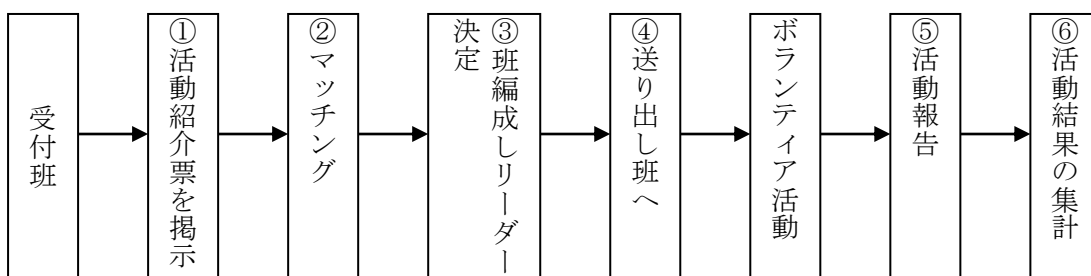 受付班
①活動紹介票を掲示
②マッチング
③班編成しリーダー
決定
④送り出し班へ
ボランティア活動
⑤活動報告
⑥活動結果の集計